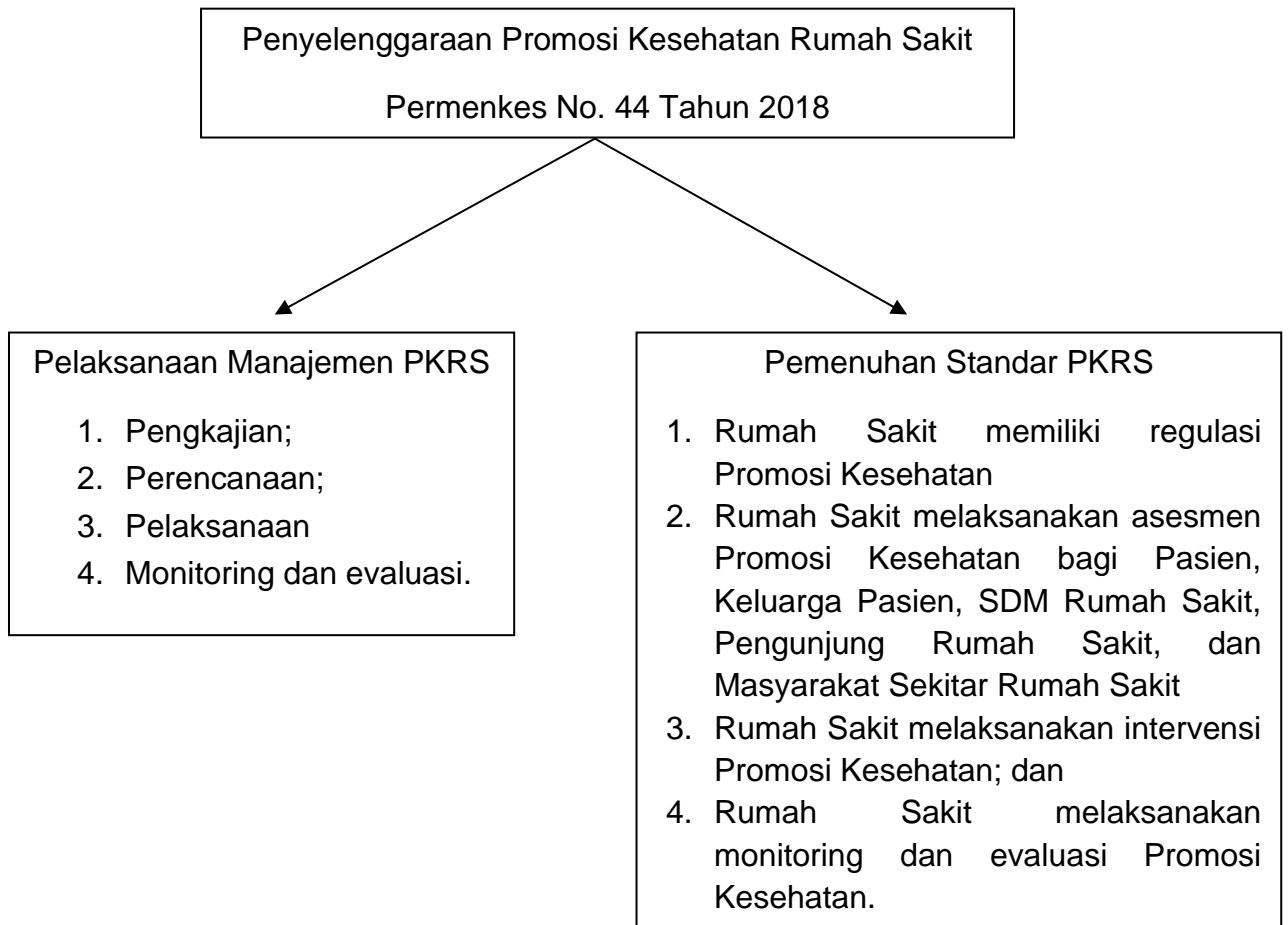 Penyelenggaraan Promosi Kesehatan Rumah Sakit
Permenkes No. 44 Tahun 2018
Pelaksanaan Manajemen PKRS
1. Pengkajian;
2. Perencanaan;
3. Pelaksanaan
4. Monitoring dan evaluasi.
Pemenuhan Standar PKRS
1. Rumah Sakit memiliki regulasi
Promosi Kesehatan
2. Rumah Sakit melaksanakan asesmen
Promosi Kesehatan bagi Pasien,
Keluarga Pasien, SDM Rumah Sakit,
Pengunjung Rumah Sakit, dan
Masyarakat Sekitar Rumah Sakit
3. Rumah Sakit melaksanakan intervensi
Promosi Kesehatan; dan
4. Rumah Sakit melaksanakan
monitoring dan evaluasi Promosi
Kesehatan.